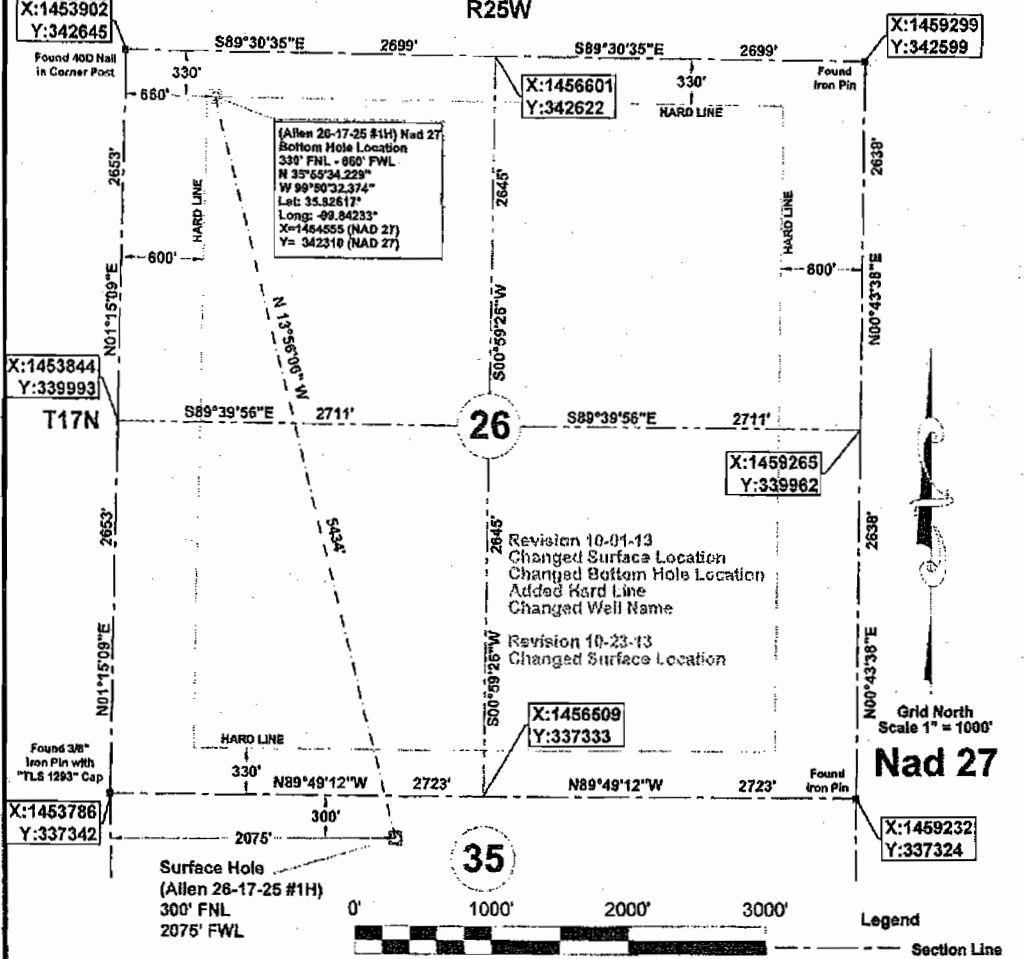 R25W
X:1453902
Y:342645
X:1459299
Y:342599
S89°30'35"E 2699' S89°30'35"E 2699'
Found 40D Nail
in Corner Post
330'
660'
X:1456601
Y:342622
330'
HARD LINE
Found
Iron Pin
(Allen 26-17-25 #1H) Nad 27
Bottom Hole Location
330' FNL - 660' FWL
N 35°55'34.229"
W 99°50'32.374"
Lat: 35.92617°
Long: -99.84233°
X=1454555 (NAD 27)
Y= 342310 (NAD 27)
2653'
HARD LINE
2645'
HARD LINE
2639'
600'
600'
N01°15'09"E
N 13°56'06" W
S00°59'26"W
N00°43'38"E
X:1453844
Y:339993
T17N
S89°39'56"E 2711'
26
S89°39'56"E 2711'
X:1459265
Y:339962
2653'
5434'
2645'
2638'
Revision 10-01-13
Changed Surface Location
Changed Bottom Hole Location
Added Hard Line
Changed Well Name
Revision 10-23-13
Changed Surface Location
N01°15'09"E
S00°59'26"W
N00°43'38"E
X:1456509
Y:337333
Grid North
Scale 1" = 1000'
Nad 27
Found 3/8"
Iron Pin with
"TLS 1293" Cap
HARD LINE
330'
N89°49'12"W 2723' N89°49'12"W 2723'
Found
Iron Pin
X:1453786
Y:337342
300'
2075'
X:1459232
Y:337324
Surface Hole
(Allen 26-17-25 #1H)
300' FNL
2075' FWL
35
0' 1000' 2000' 3000'
Legend
Section Line